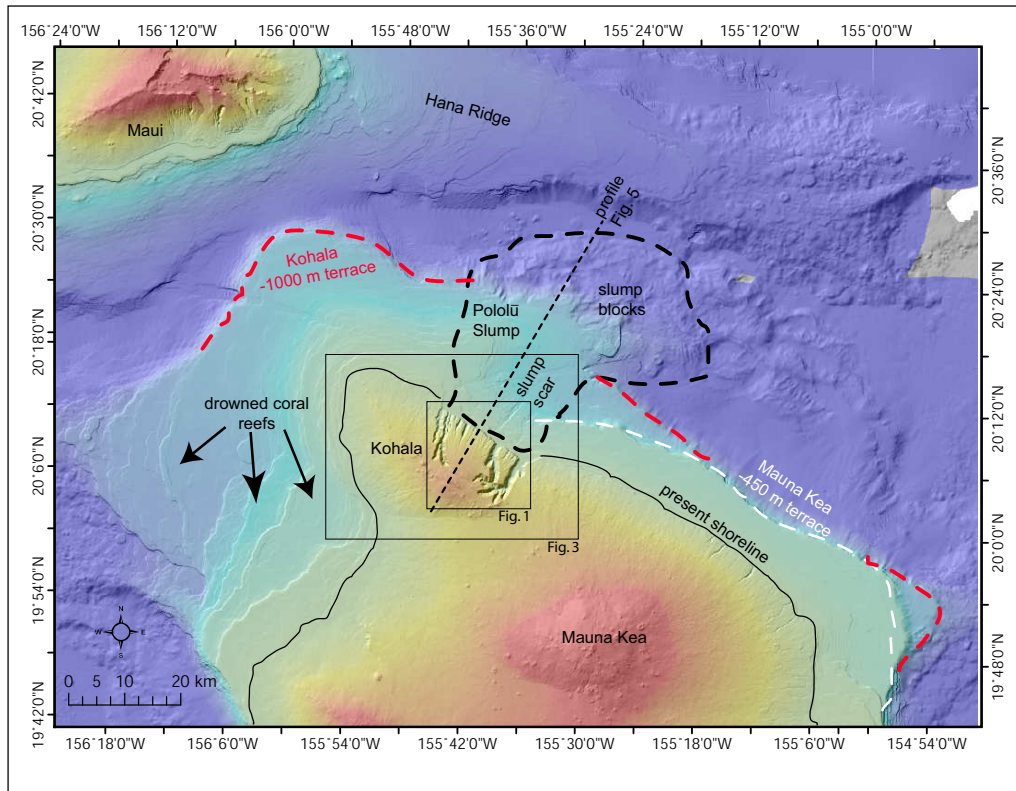 156°24'0"W 156°12'0"W 156°00'0"W 155°48'0"W 155°36'0"W 155°24'0"W 155°12'0"W 155°00'0"W
20°42'0"N
20°30'0"N
20°18'0"N
20°6'0"N
19°54'0"N
19°42'0"N
20°36'0"N
20°24'0"N
20°12'0"N
20°00'0"N
19°48'0"N
Maui
Hana Ridge
profile
Fig. 5
Kohala
-1000 m terrace
slump
blocks
Pololū
Slump
slump
scar
drowned coral
reefs
Kohala
Fig. 1
Fig. 3
Mauna Kea
-450 m terrace
present shoreline
Mauna Kea
N
W E
S
0 5 10 20 km
156°18'0"W 156°06'0"W 155°54'0"W 155°42'0"W 155°30'0"W 155°18'0"W 155°6'0"W 154°54'0"W